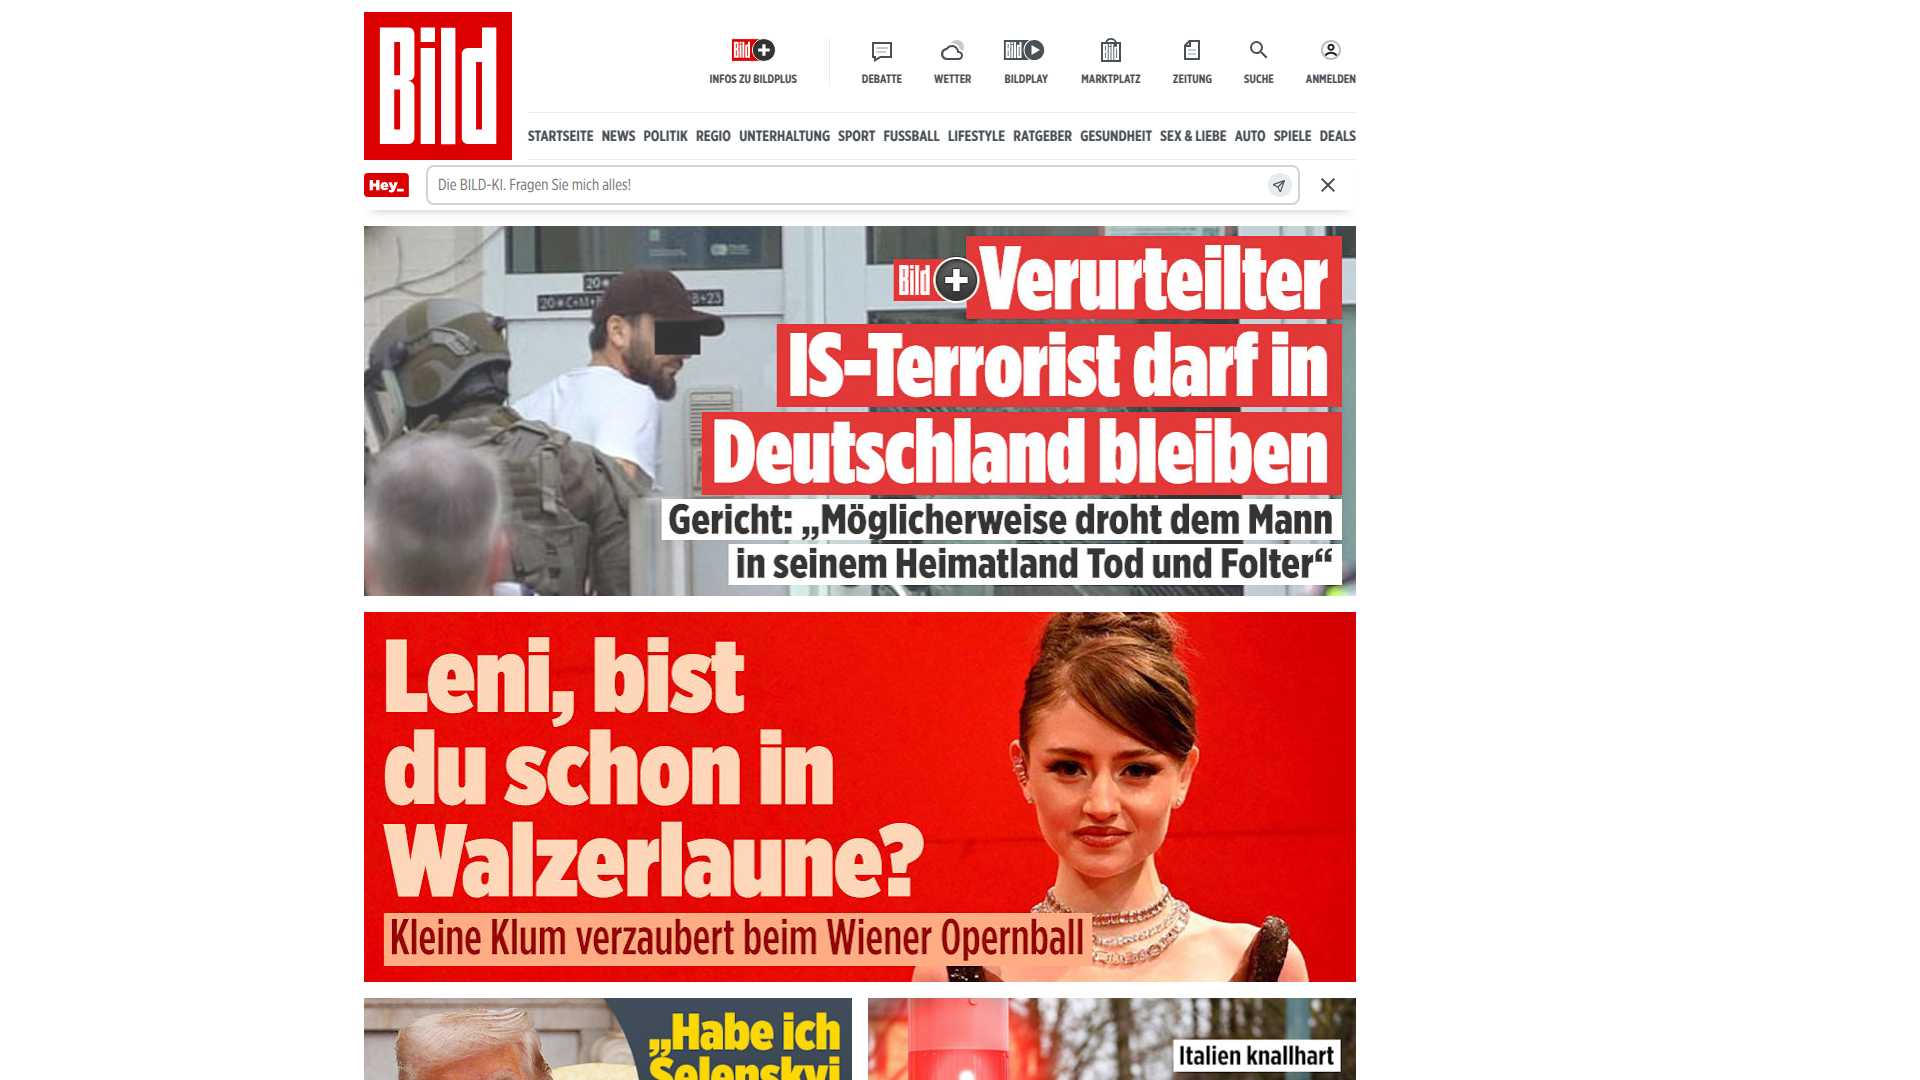 Bild
Bild
INFOS ZU BILDPLUS
DEBATTE
WETTER
Bild
BILDPLAY
Bild
MARKTPLATZ
ZEITUNG
SUCHE
ANMELDEN
STARTSEITE NEWS POLITIK REGIO UNTERHALTUNG SPORT FUSSBALL LIFESTYLE RATGEBER GESUNDHEIT SEX & LIEBE AUTO SPIELE DEALS
Hey_
Die BILD-KI. Fragen Sie mich alles!
Bild + Verurteilter
IS-Terrorist darf in
Deutschland bleiben
Gericht: „Möglicherweise droht dem Mann
in seinem Heimatland Tod und Folter“
Leni, bist
du schon in
Walzerlaune?
Kleine Klum verzaubert beim Wiener Opernball
„Habe ich
Selenskyj
Italien knallhart